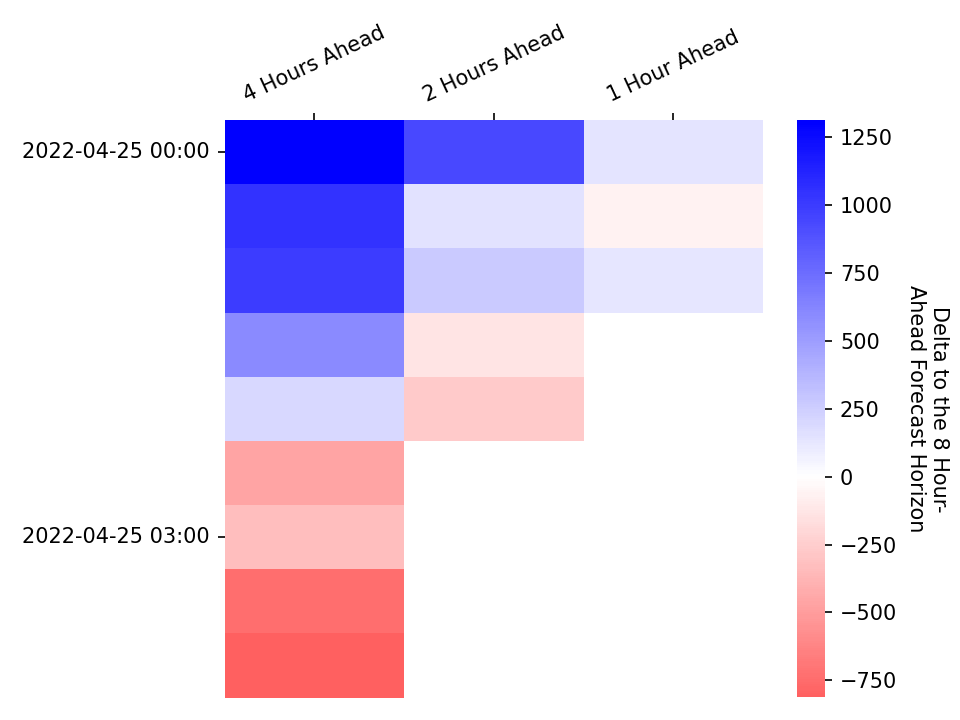 4 Hours Ahead
2 Hours Ahead
1 Hour Ahead
2022-04-25 00:00
2022-04-25 03:00
1250
1000
750
500
250
0
−250
−500
−750
Delta to the 8 Hour-
Ahead Forecast Horizon